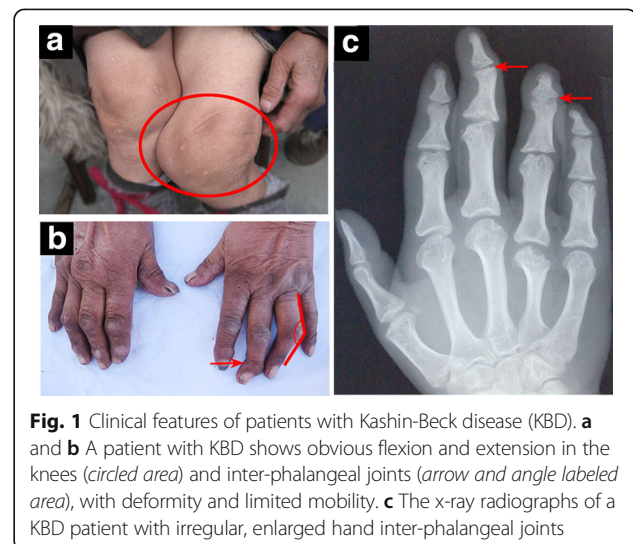 a
c
b
Fig. 1 Clinical features of patients with Kashin-Beck disease (KBD). a
and b A patient with KBD shows obvious flexion and extension in the
knees (circled area) and inter-phalangeal joints (arrow and angle labeled
area), with deformity and limited mobility. c The x-ray radiographs of a
KBD patient with irregular, enlarged hand inter-phalangeal joints